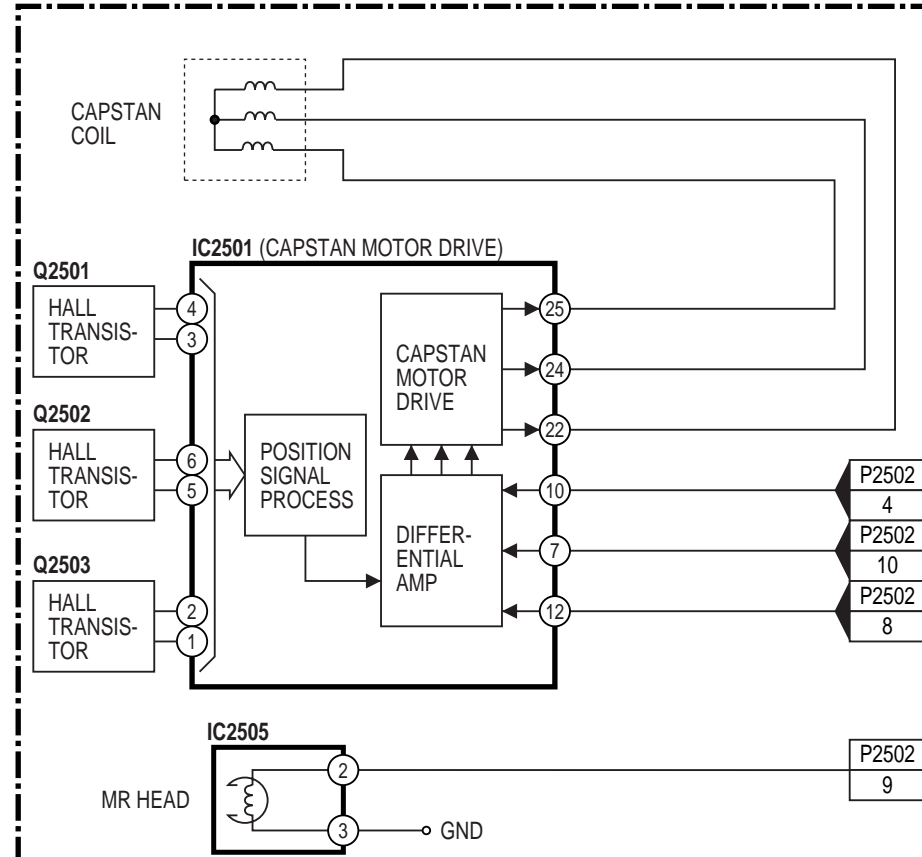 CAPSTAN
COIL
IC2501 (CAPSTAN MOTOR DRIVE)
Q2501
HALL
TRANSIS-
TOR
4
3
Q2502
HALL
TRANSIS-
TOR
6
5
Q2503
HALL
TRANSIS-
TOR
2
1
POSITION
SIGNAL
PROCESS
CAPSTAN
MOTOR
DRIVE
DIFFER-
ENTIAL
AMP
25
24
22
10
7
12
P2502
4
P2502
10
P2502
8
IC2505
MR HEAD
2
3
GND
P2502
9